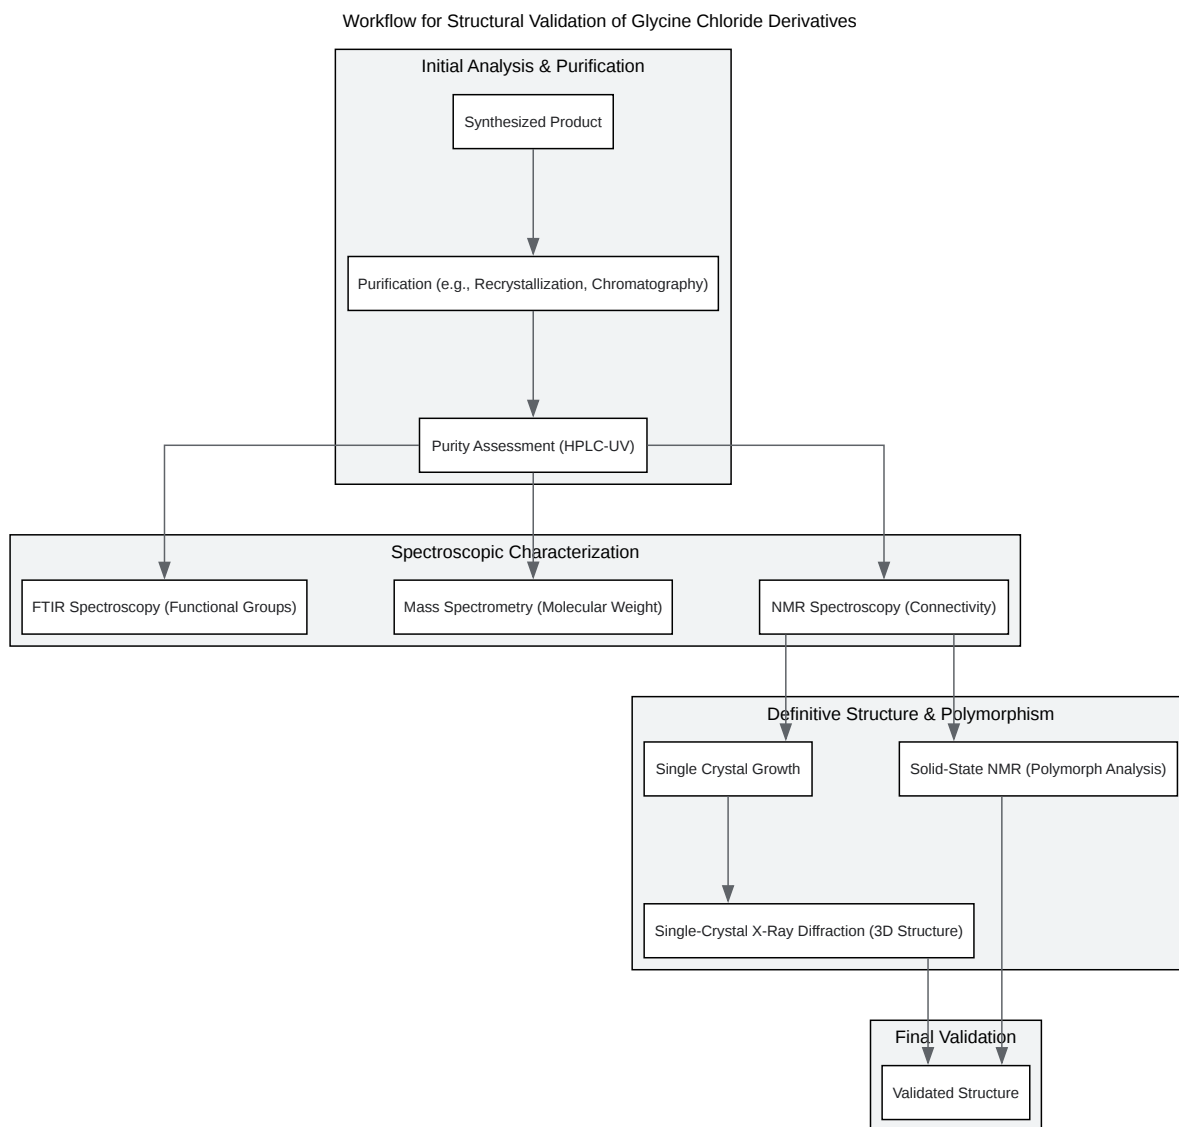 Workflow for Structural Validation of Glycine Chloride Derivatives
Initial Analysis & Purification
Synthesized Product
Purification (e.g., Recrystallization, Chromatography)
Purity Assessment (HPLC-UV)
Spectroscopic Characterization
FTIR Spectroscopy (Functional Groups)
Mass Spectrometry (Molecular Weight)
NMR Spectroscopy (Connectivity)
Definitive Structure & Polymorphism
Single Crystal Growth
Solid-State NMR (Polymorph Analysis)
Single-Crystal X-Ray Diffraction (3D Structure)
Final Validation
Validated Structure